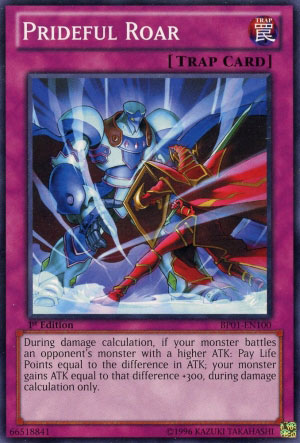 PRIDEFUL ROAR
TRAP
罠
[TRAP CARD]
1st Edition
BP01-EN100
During damage calculation, if your monster battles
an opponent's monster with a higher ATK: Pay Life
Points equal to the difference in ATK; your monster
gains ATK equal to that difference +300, during damage
calculation only.
66518841
©1996 KAZUKI TAKAHASHI